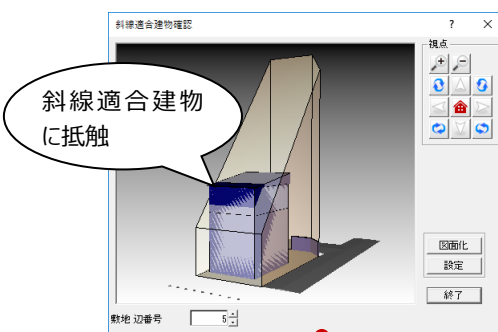 斜線適合建物確認
? ×
視点
斜線適合建物
に抵触
図面化
設定
終了
敷地 辺番号 5